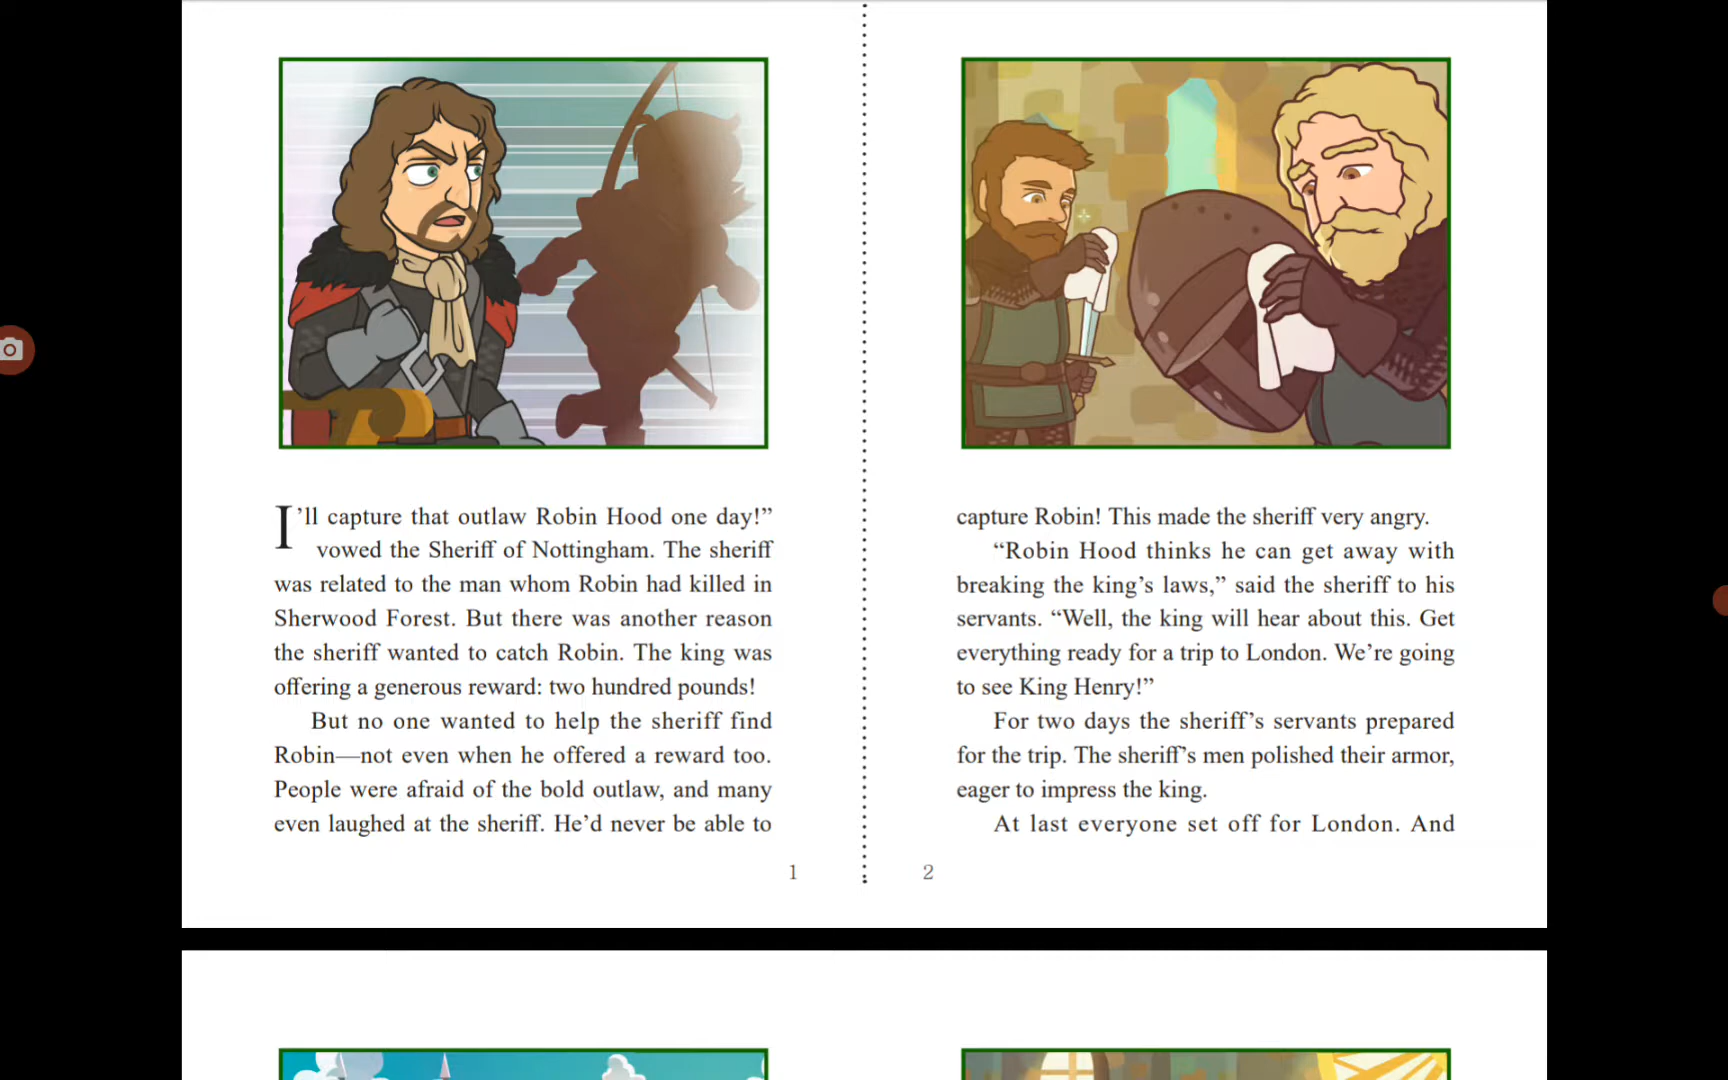 I’ll capture that outlaw Robin Hood one day!”
vowed the Sheriff of Nottingham. The sheriff
was related to the man whom Robin had killed in
Sherwood Forest. But there was another reason
the sheriff wanted to catch Robin. The king was
offering a generous reward: two hundred pounds!
But no one wanted to help the sheriff find
Robin—not even when he offered a reward too.
People were afraid of the bold outlaw, and many
even laughed at the sheriff. He’d never be able to
1
capture Robin! This made the sheriff very angry.
“Robin Hood thinks he can get away with
breaking the king’s laws,” said the sheriff to his
servants. “Well, the king will hear about this. Get
everything ready for a trip to London. We’re going
to see King Henry!”
For two days the sheriff’s servants prepared
for the trip. The sheriff’s men polished their armor,
eager to impress the king.
At last everyone set off for London. And
2